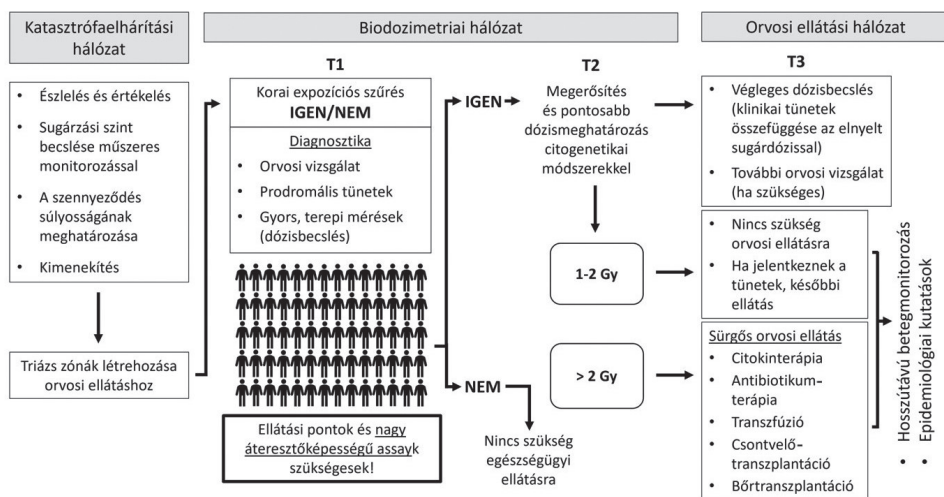 Katasztrófaelhárítási
hálózat
Biodozimetriai hálózat
Orvosi ellátási hálózat
• Észlelés és értékelés
• Sugárzási szint
becslése műszeres
monitorozással
• A szennyeződés
súlyosságának
meghatározása
• Kimenekítés
Triázs zónák létrehozása
orvosi ellátáshoz
T1
Korai expozíciós szűrés
IGEN/NEM
Diagnosztika
• Orvosi vizsgálat
• Prodromális tünetek
• Gyors, terepi mérések
(dózisbecslés)
Ellátási pontok és nagy
áteresztőképességű assayk
szükségesek!
IGEN
NEM
Nincs szükség
egészségügyi
ellátásra
T2
Megerősítés
és pontosabb
dózismeghatározás
citogenetikai
módszerekkel
1-2 Gy
> 2 Gy
T3
• Végleges dózisbecslés
(klinikai tünetek
összefüggése az elnyelt
sugárdózissal)
• További orvosi vizsgálat
(ha szükséges)
• Nincs szükség
orvosi ellátásra
• Ha jelentkeznek a
tünetek, későbbi
ellátás
Sürgős orvosi ellátás
• Citokinterápia
• Antibiotikum-
terápia
• Transzfúzió
• Csontvelő-
transzplantáció
• Bőrtranszplantáció
• Hosszútávú betegmonitorozás
• Epidemiológiai kutatások